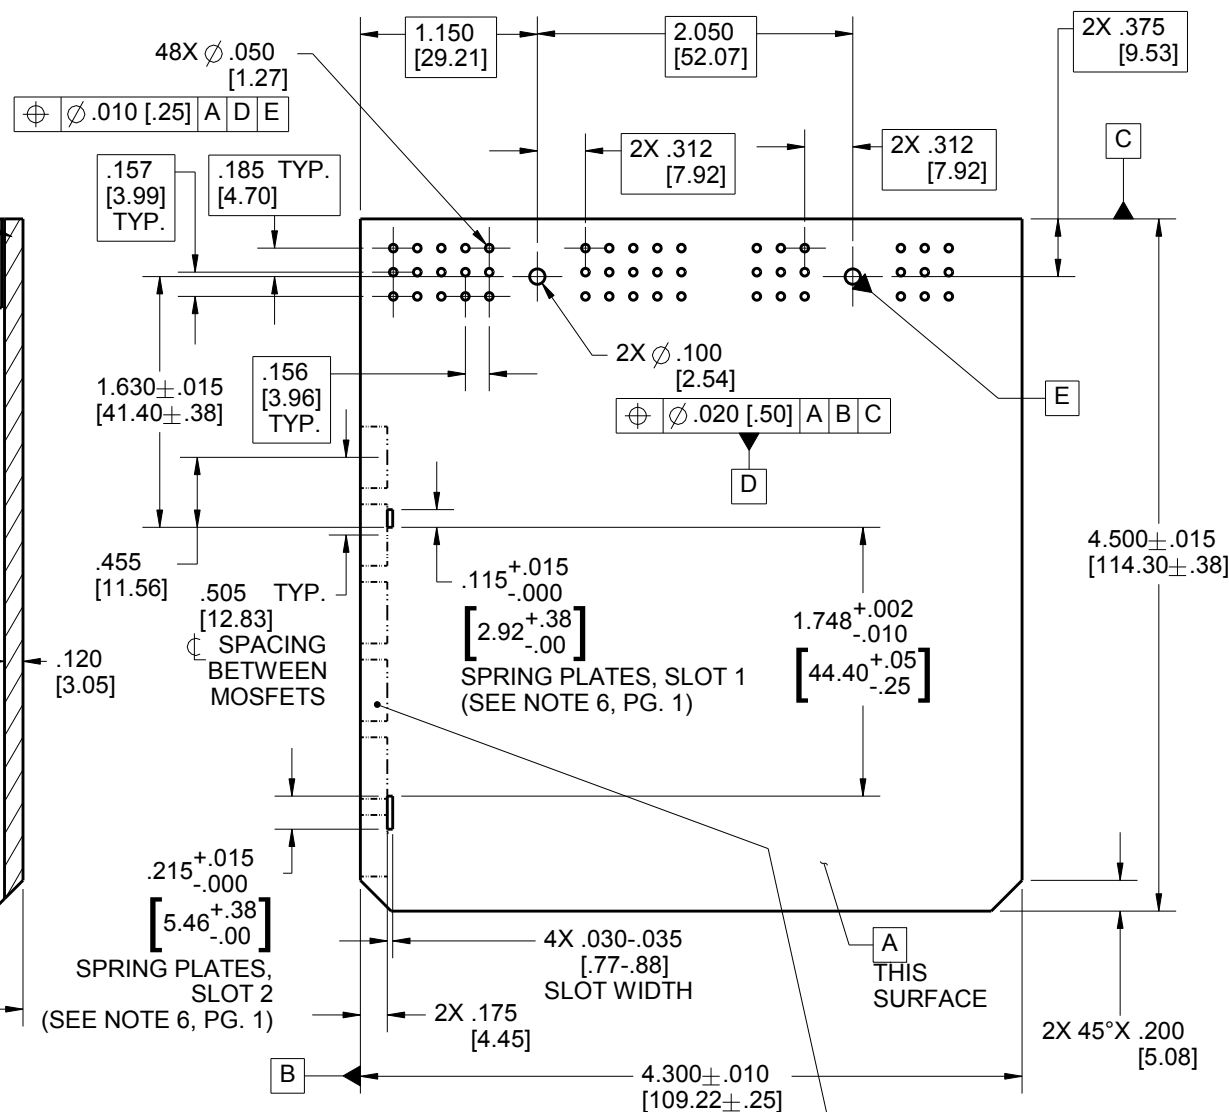 1.150
[29.21]
2.050
[52.07]
2X .375
[9.53]
48X ⌀ .050
[1.27]
⌖ ⌀ .010 [.25] A D E
2X .312
[7.92]
2X .312
[7.92]
C
.157
[3.99]
TYP.
.185 TYP.
[4.70]
2X ⌀ .100
[2.54]
⌖ ⌀ .020 [.50] A B C
D
E
.156
[3.96]
TYP.
1.630±.015
[41.40±.38]
.455
[11.56]
.505 TYP.
[12.83]
℄ SPACING
BETWEEN
MOSFETS
.115 +.015
-.000
[2.92 +.38
-.00]
SPRING PLATES, SLOT 1
(SEE NOTE 6, PG. 1)
1.748 +.002
-.010
[44.40 +.05
-.25]
4.500±.015
[114.30±.38]
.120
[3.05]
.215 +.015
-.000
[5.46 +.38
-.00]
SPRING PLATES,
SLOT 2
(SEE NOTE 6, PG. 1)
4X .030-.035
[.77-.88]
SLOT WIDTH
2X .175
[4.45]
A
THIS
SURFACE
2X 45°X .200
[5.08]
B
4.300±.010
[109.22±.25]